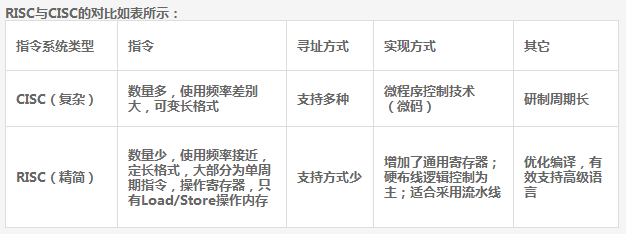 RISC与CISC的对比如表所示：
指令系统类型 指令 寻址方式 实现方式 其它
CISC（复杂） 数量多，使用频率差别大，可变长格式 支持多种 微程序控制技术（微码） 研制周期长
RISC（精简） 数量少，使用频率接近，定长格式，大部分为单周期指令，操作寄存器，只有Load/Store操作内存 支持方式少 增加了通用寄存器；硬布线逻辑控制为主；适合采用流水线 优化编译，有效支持高级语言